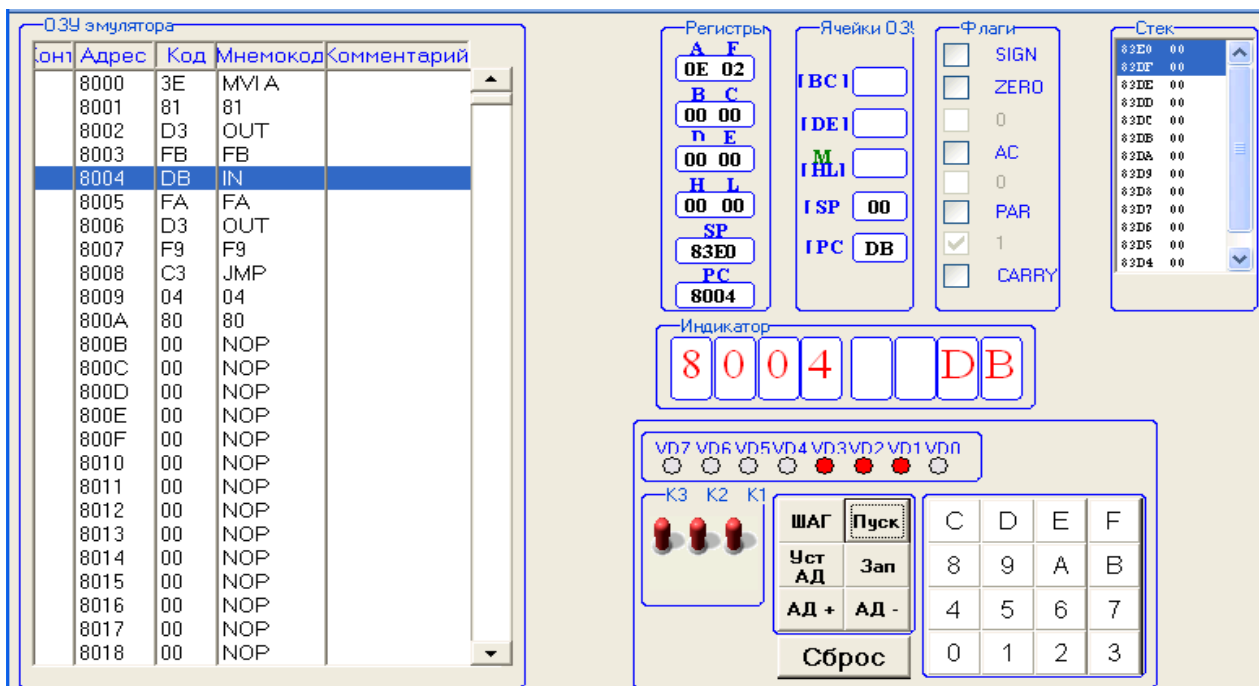 ОЗУ эмулятора
Конт Адрес Код Мнемокод Комментарий
8000 3E MVI A
8001 81 81
8002 D3 OUT
8003 FB FB
8004 DB IN
8005 FA FA
8006 D3 OUT
8007 F9 F9
8008 C3 JMP
8009 04 04
800A 80 80
800B 00 NOP
800C 00 NOP
800D 00 NOP
800E 00 NOP
800F 00 NOP
8010 00 NOP
8011 00 NOP
8012 00 NOP
8013 00 NOP
8014 00 NOP
8015 00 NOP
8016 00 NOP
8017 00 NOP
8018 00 NOP
Регистры
A F
0E 02
B C
00 00
D E
00 00
H L
00 00
SP
83E0
PC
8004
Ячейки ОЗУ
[BC]
[DE]
M
[HL]
[SP 00
[PC DB
Флаги
SIGN
ZERO
0
AC
0
PAR
1
CARRY
Стек
83E0 00
83DF 00
83DE 00
83DD 00
83DC 00
83DB 00
83DA 00
83D9 00
83D8 00
83D7 00
83D6 00
83D5 00
83D4 00
Индикатор
8 0 0 4 D B
VD7 VD6 VD5 VD4 VD3 VD2 VD1 VD0
K3 K2 K1
ШАГ Пуск
Уст АД Зап
АД + АД -
Сброс
C D E F
8 9 A B
4 5 6 7
0 1 2 3